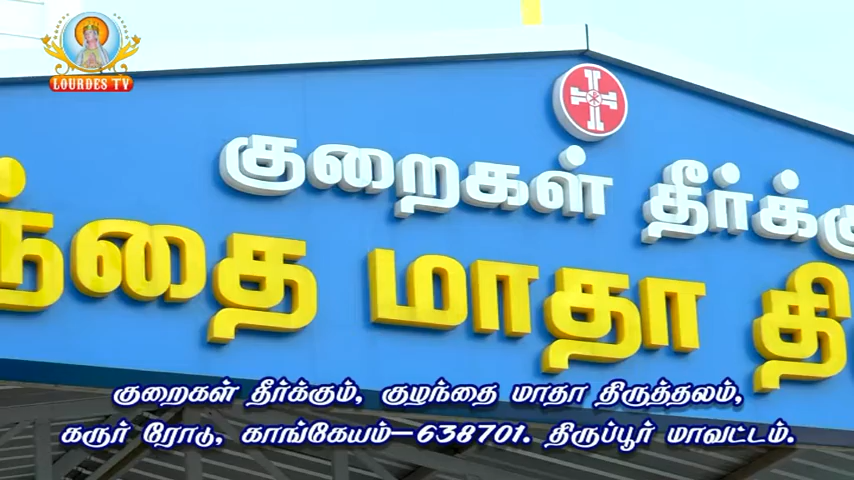 LOURDES TV
குறைகள் தீர்க்கு
ந்தை மாதா தி
குறைகள் தீர்க்கும், குழந்தை மாதா திருத்தலம்,
கரூர் ரோடு, காங்கேயம்-638701. திருப்பூர் மாவட்டம்.